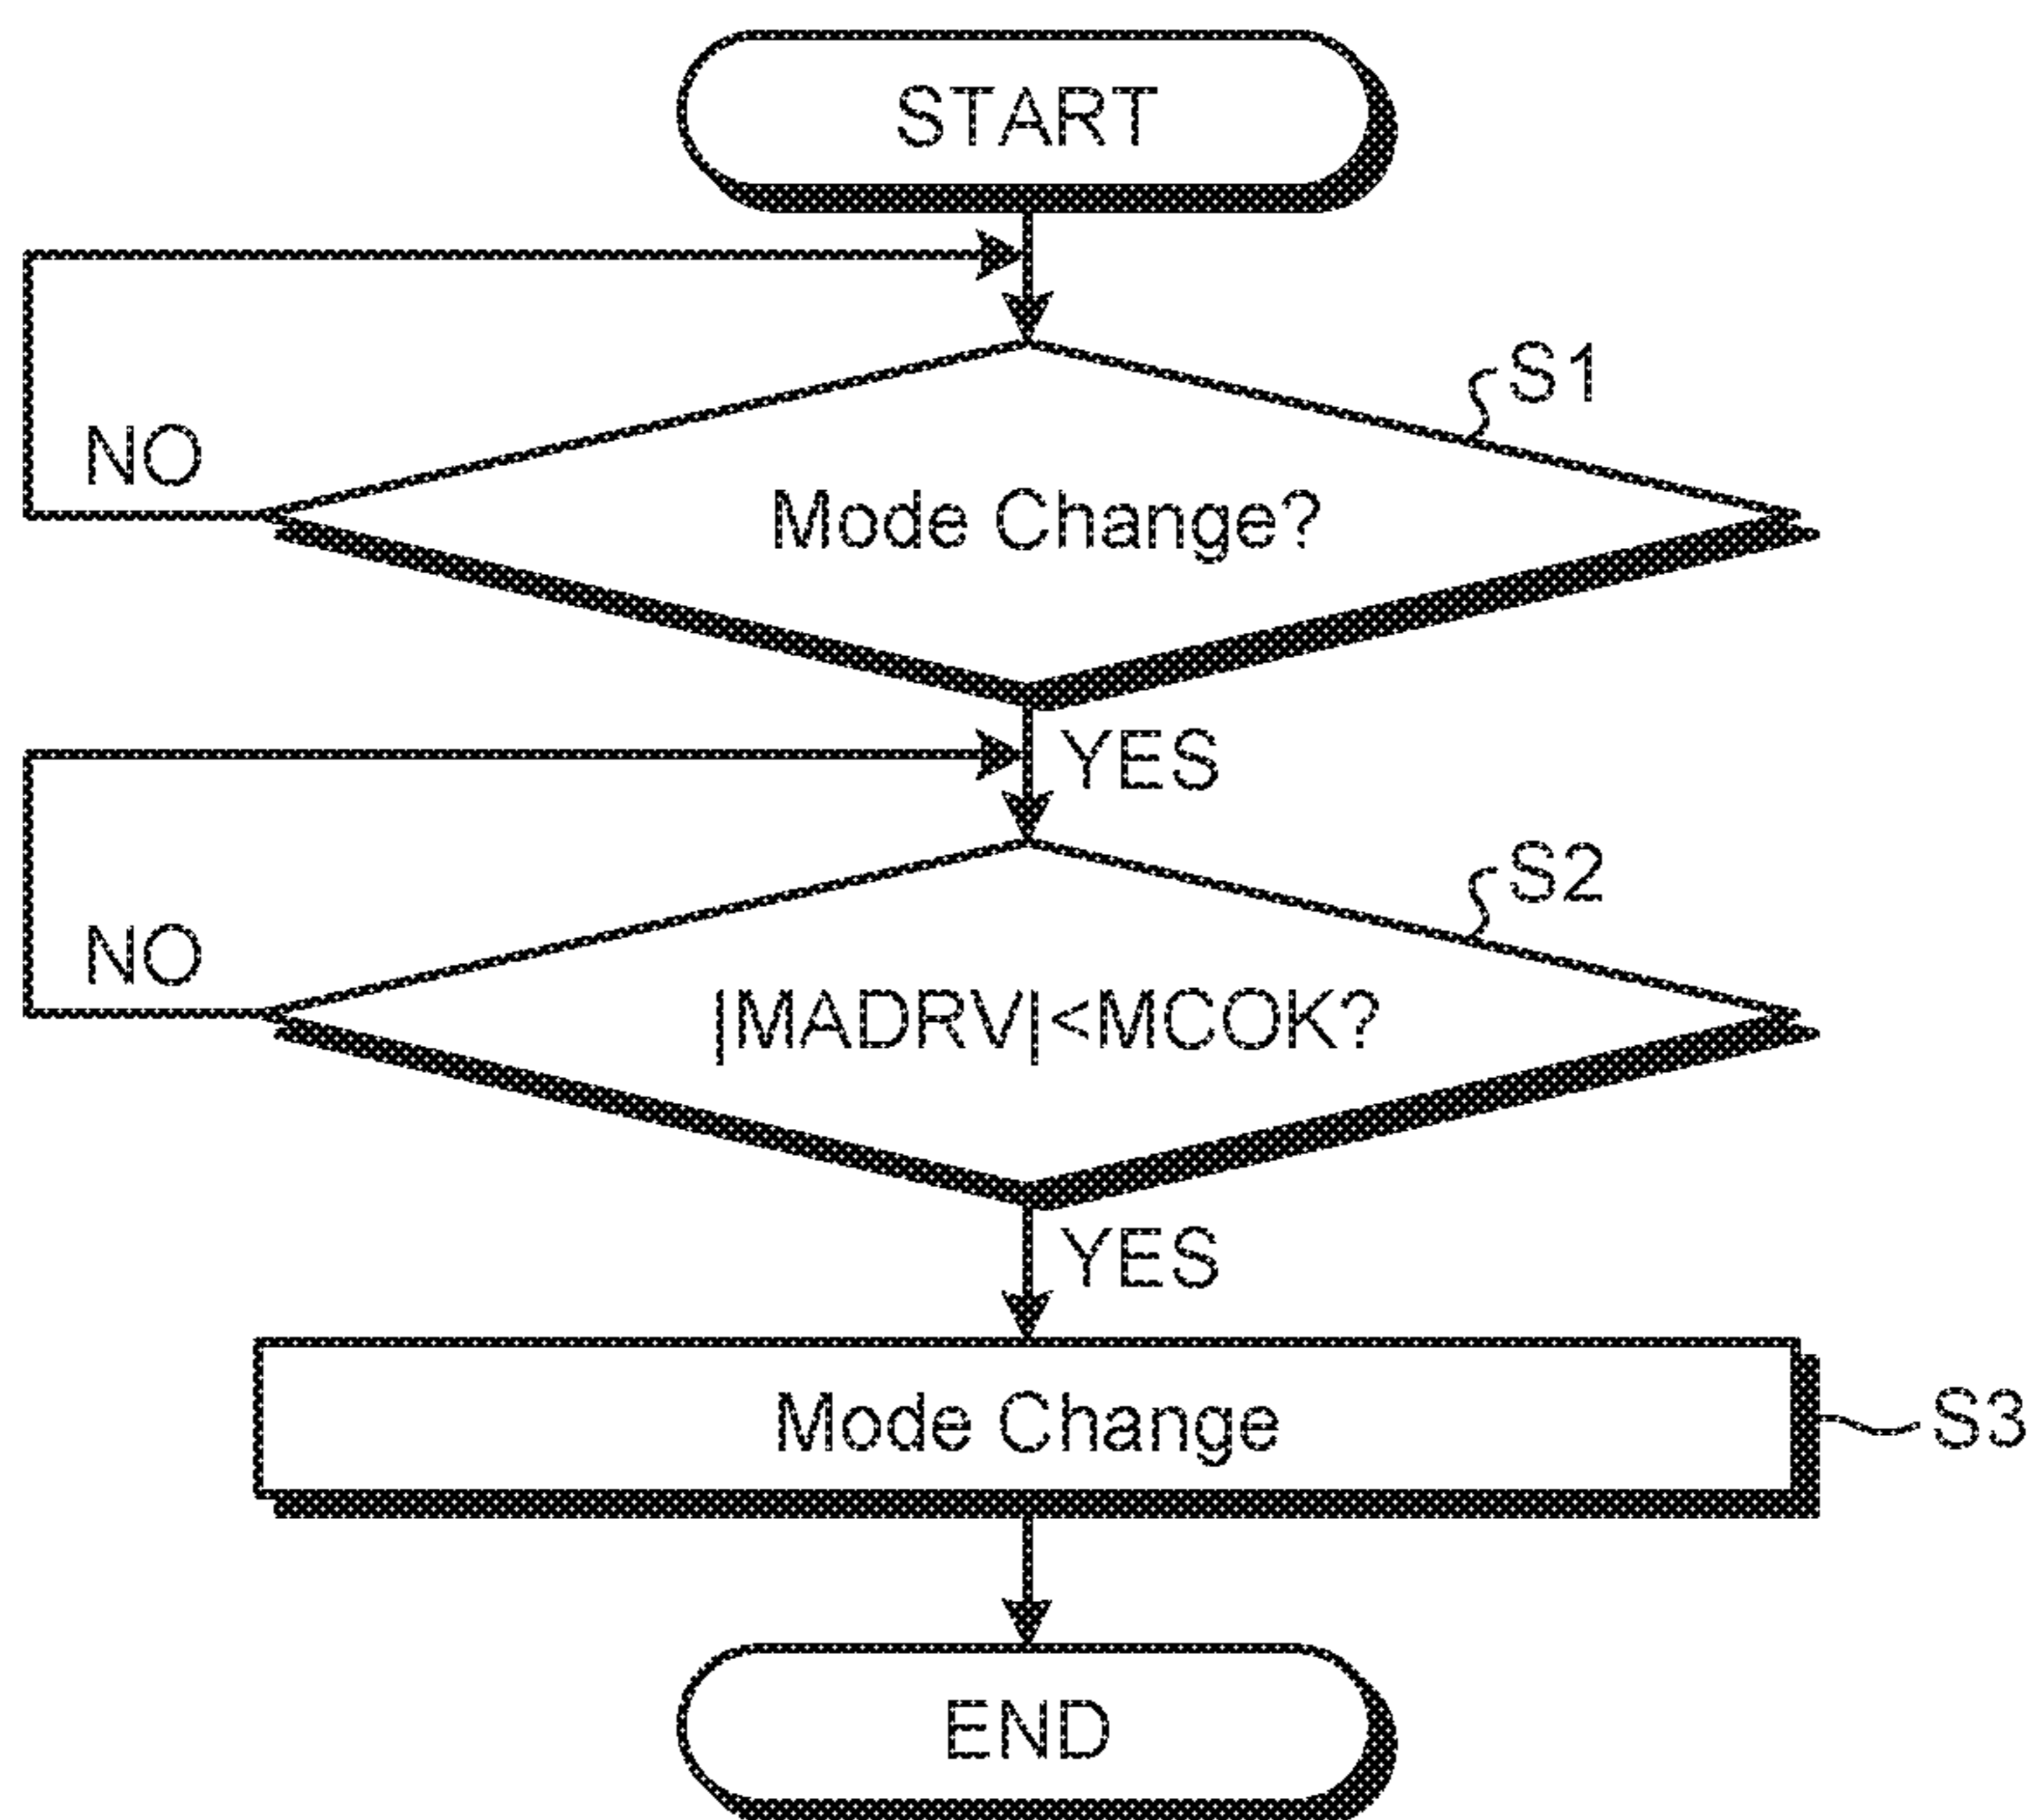 START
S1
NO
Mode Change?
YES
S2
NO
|MADRV|<MCOK?
YES
Mode Change
S3
END